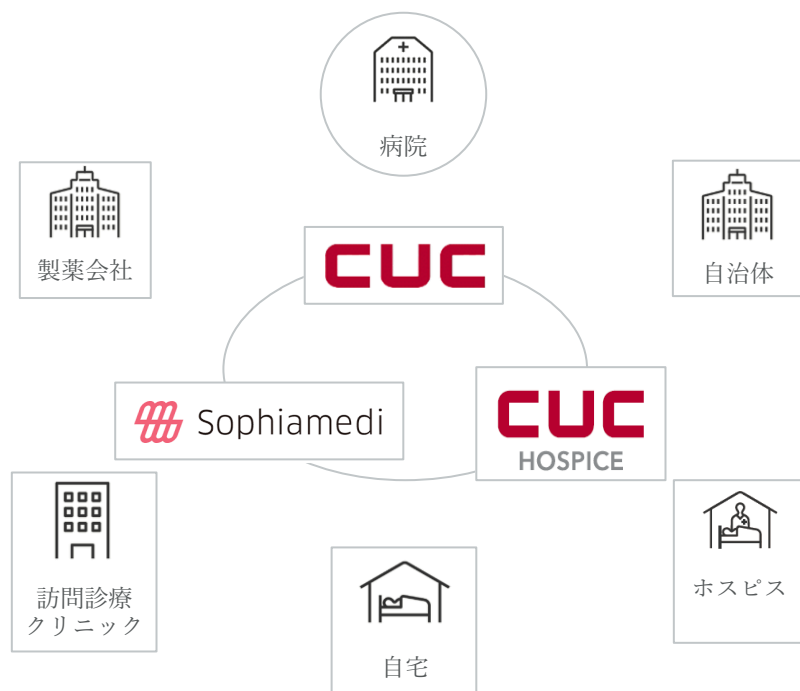 病院
製薬会社
自治体
CUC
Sophiamedi
CUC
HOSPICE
訪問診療
クリニック
自宅
ホスピス